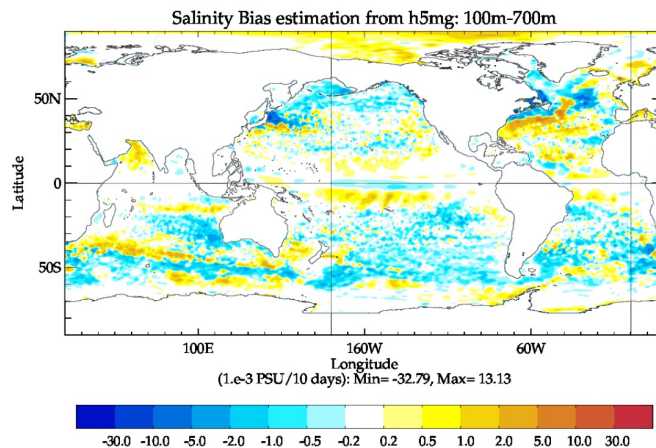 Salinity Bias estimation from h5mg: 100m-700m
50N
0
50S
Latitude
100E 160W 60W
Longitude
(1.e-3 PSU/10 days): Min= -32.79, Max= 13.13
-30.0 -10.0 -5.0 -2.0 -1.0 -0.5 -0.2 0.2 0.5 1.0 2.0 5.0 10.0 30.0